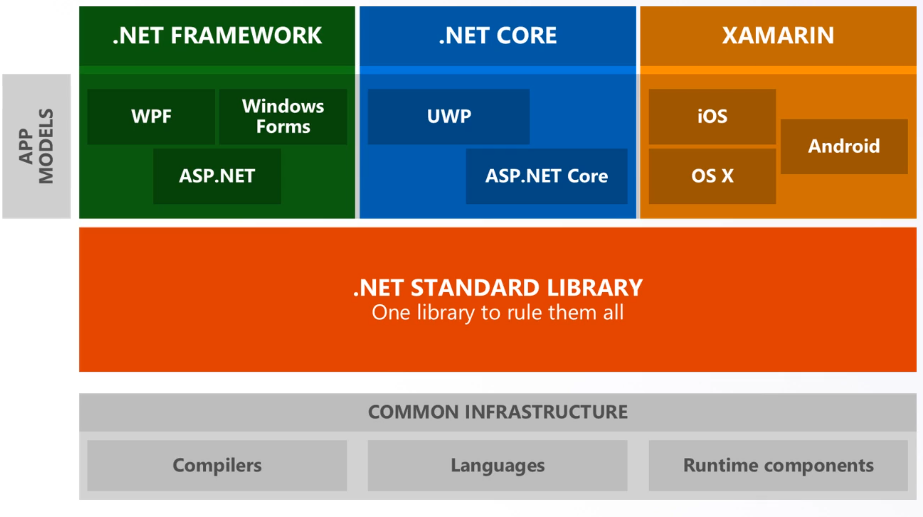 .NET FRAMEWORK
.NET CORE
XAMARIN
APP
MODELS
WPF
Windows
Forms
ASP.NET
UWP
ASP.NET Core
iOS
Android
OS X
.NET STANDARD LIBRARY
One library to rule them all
COMMON INFRASTRUCTURE
Compilers
Languages
Runtime components